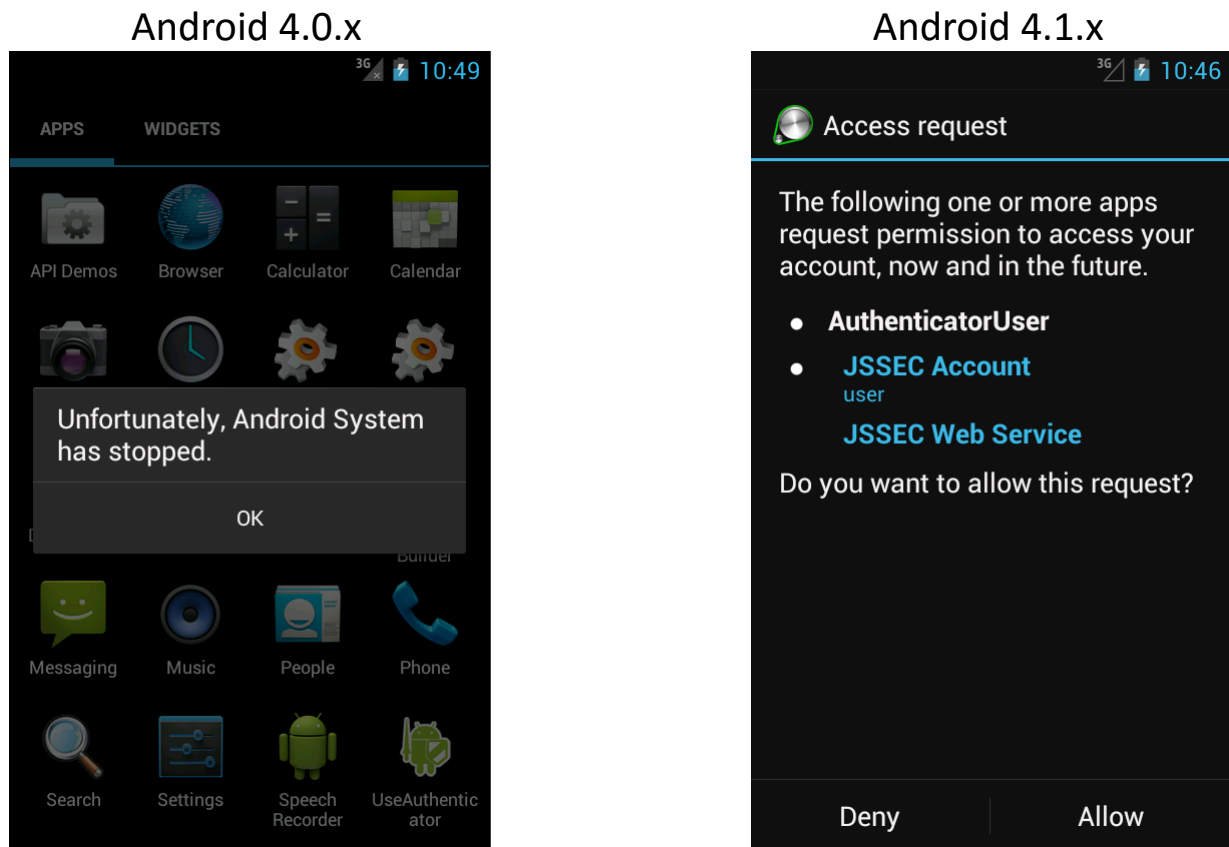 Android 4.0.x
3G 10:49
APPS WIDGETS
API Demos Browser Calculator Calendar
Unfortunately, Android System
has stopped.
OK
Builder
Messaging Music People Phone
Search Settings Speech
Recorder UseAuthentic
ator
Android 4.1.x
3G 10:46
Access request
The following one or more apps
request permission to access your
account, now and in the future.
AuthenticatorUser
JSSEC Account
user
JSSEC Web Service
Do you want to allow this request?
Deny Allow